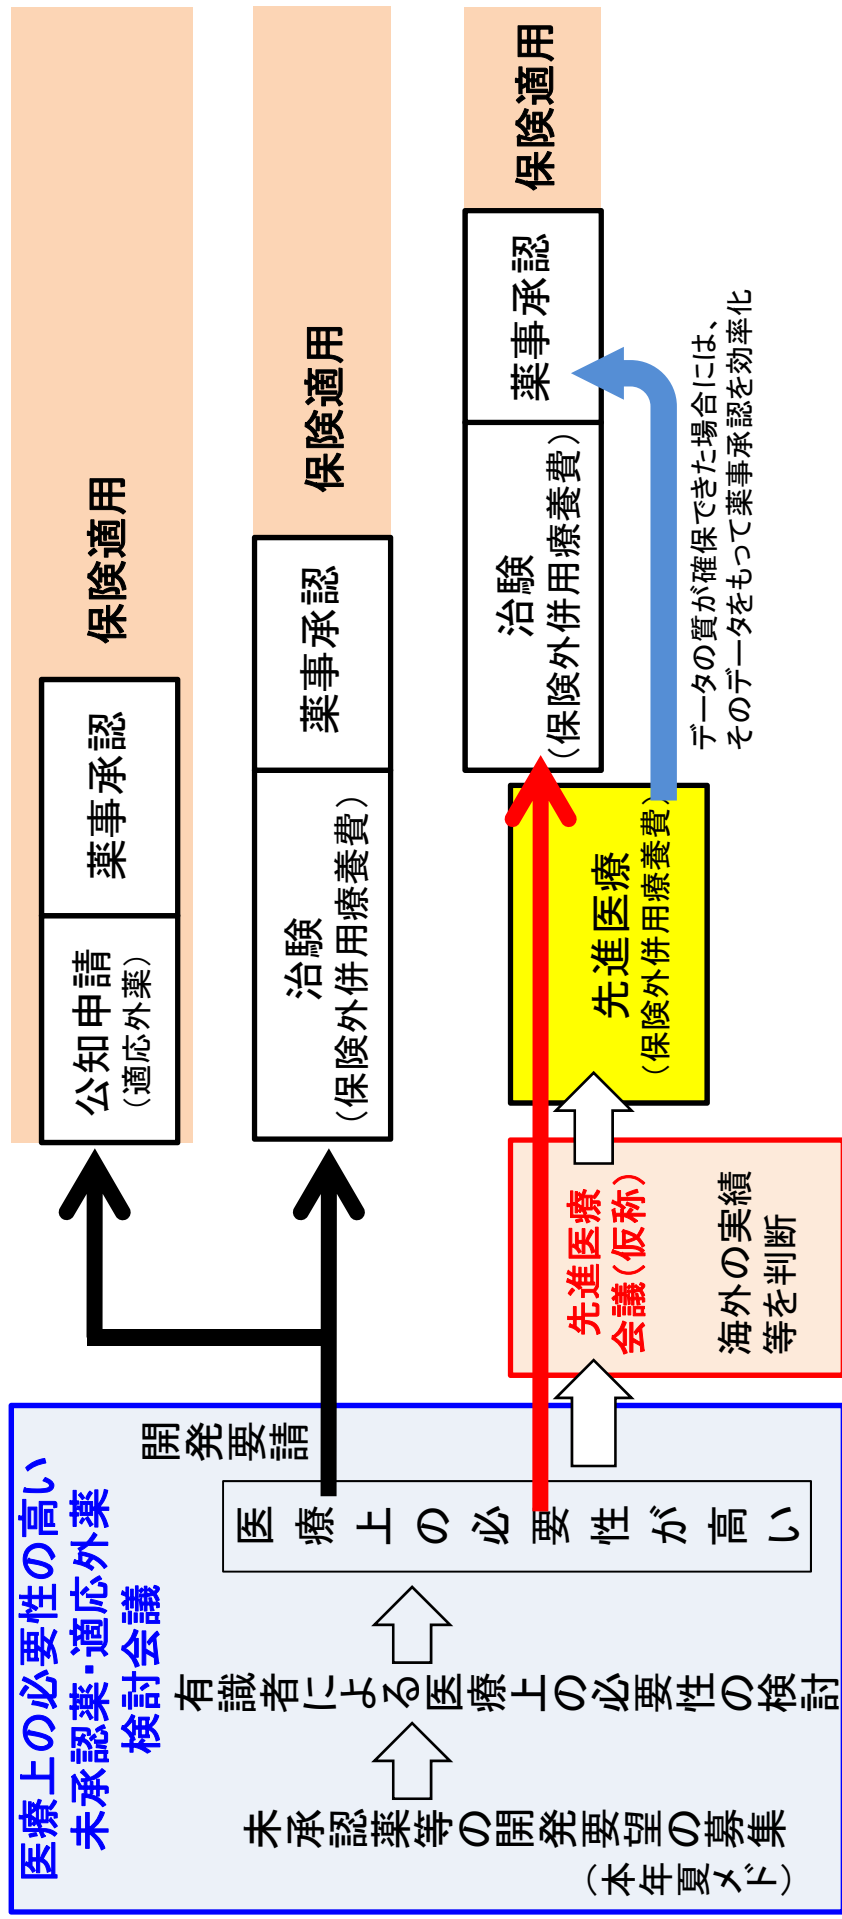 医療上の必要性の高い
未承認薬・適応外薬
検討会議
未承認薬等の開発要望の募集
（本年夏メド）
有識者による医療上の必要性の検討
医療上の必要性が高い
開発要請
公知申請
（適応外薬）
薬事承認
保険適用
治験
（保険外併用療養費）
薬事承認
保険適用
先進医療
会議（仮称）
海外の実績
等を判断
先進医療
（保険外併用療養費）
治験
（保険外併用療養費）
薬事承認
保険適用
データの質が確保できた場合には、
そのデータをもって薬事承認を効率化